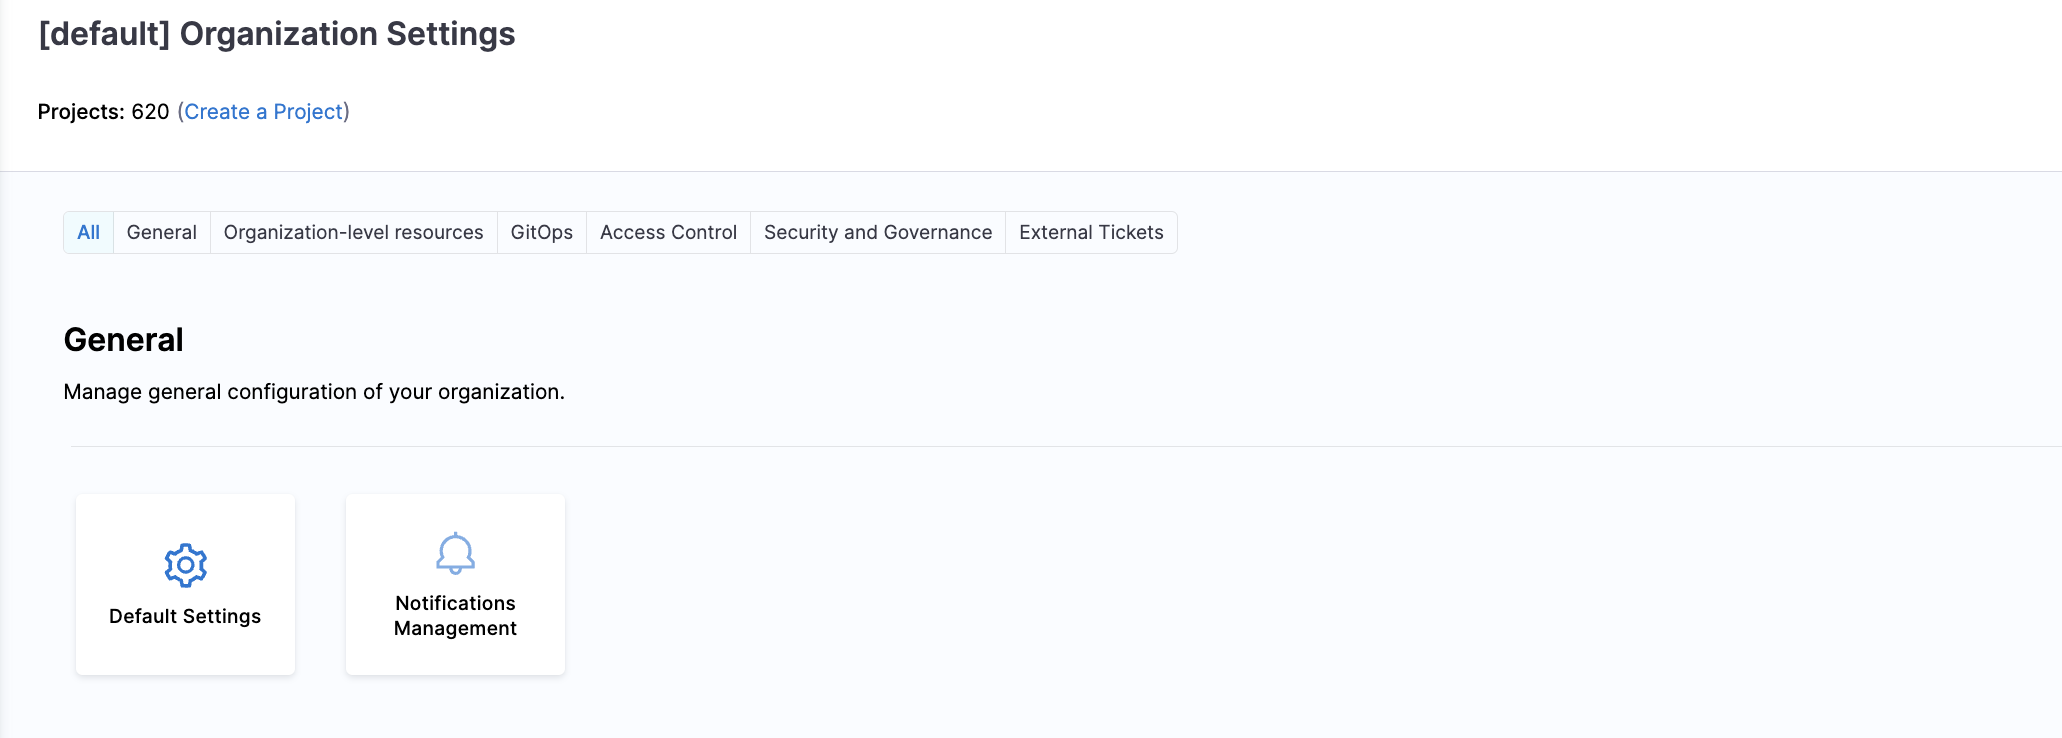 [default] Organization Settings
Projects: 620 (Create a Project)
All General Organization-level resources GitOps Access Control Security and Governance External Tickets
General
Manage general configuration of your organization.
Default Settings
Notifications
Management